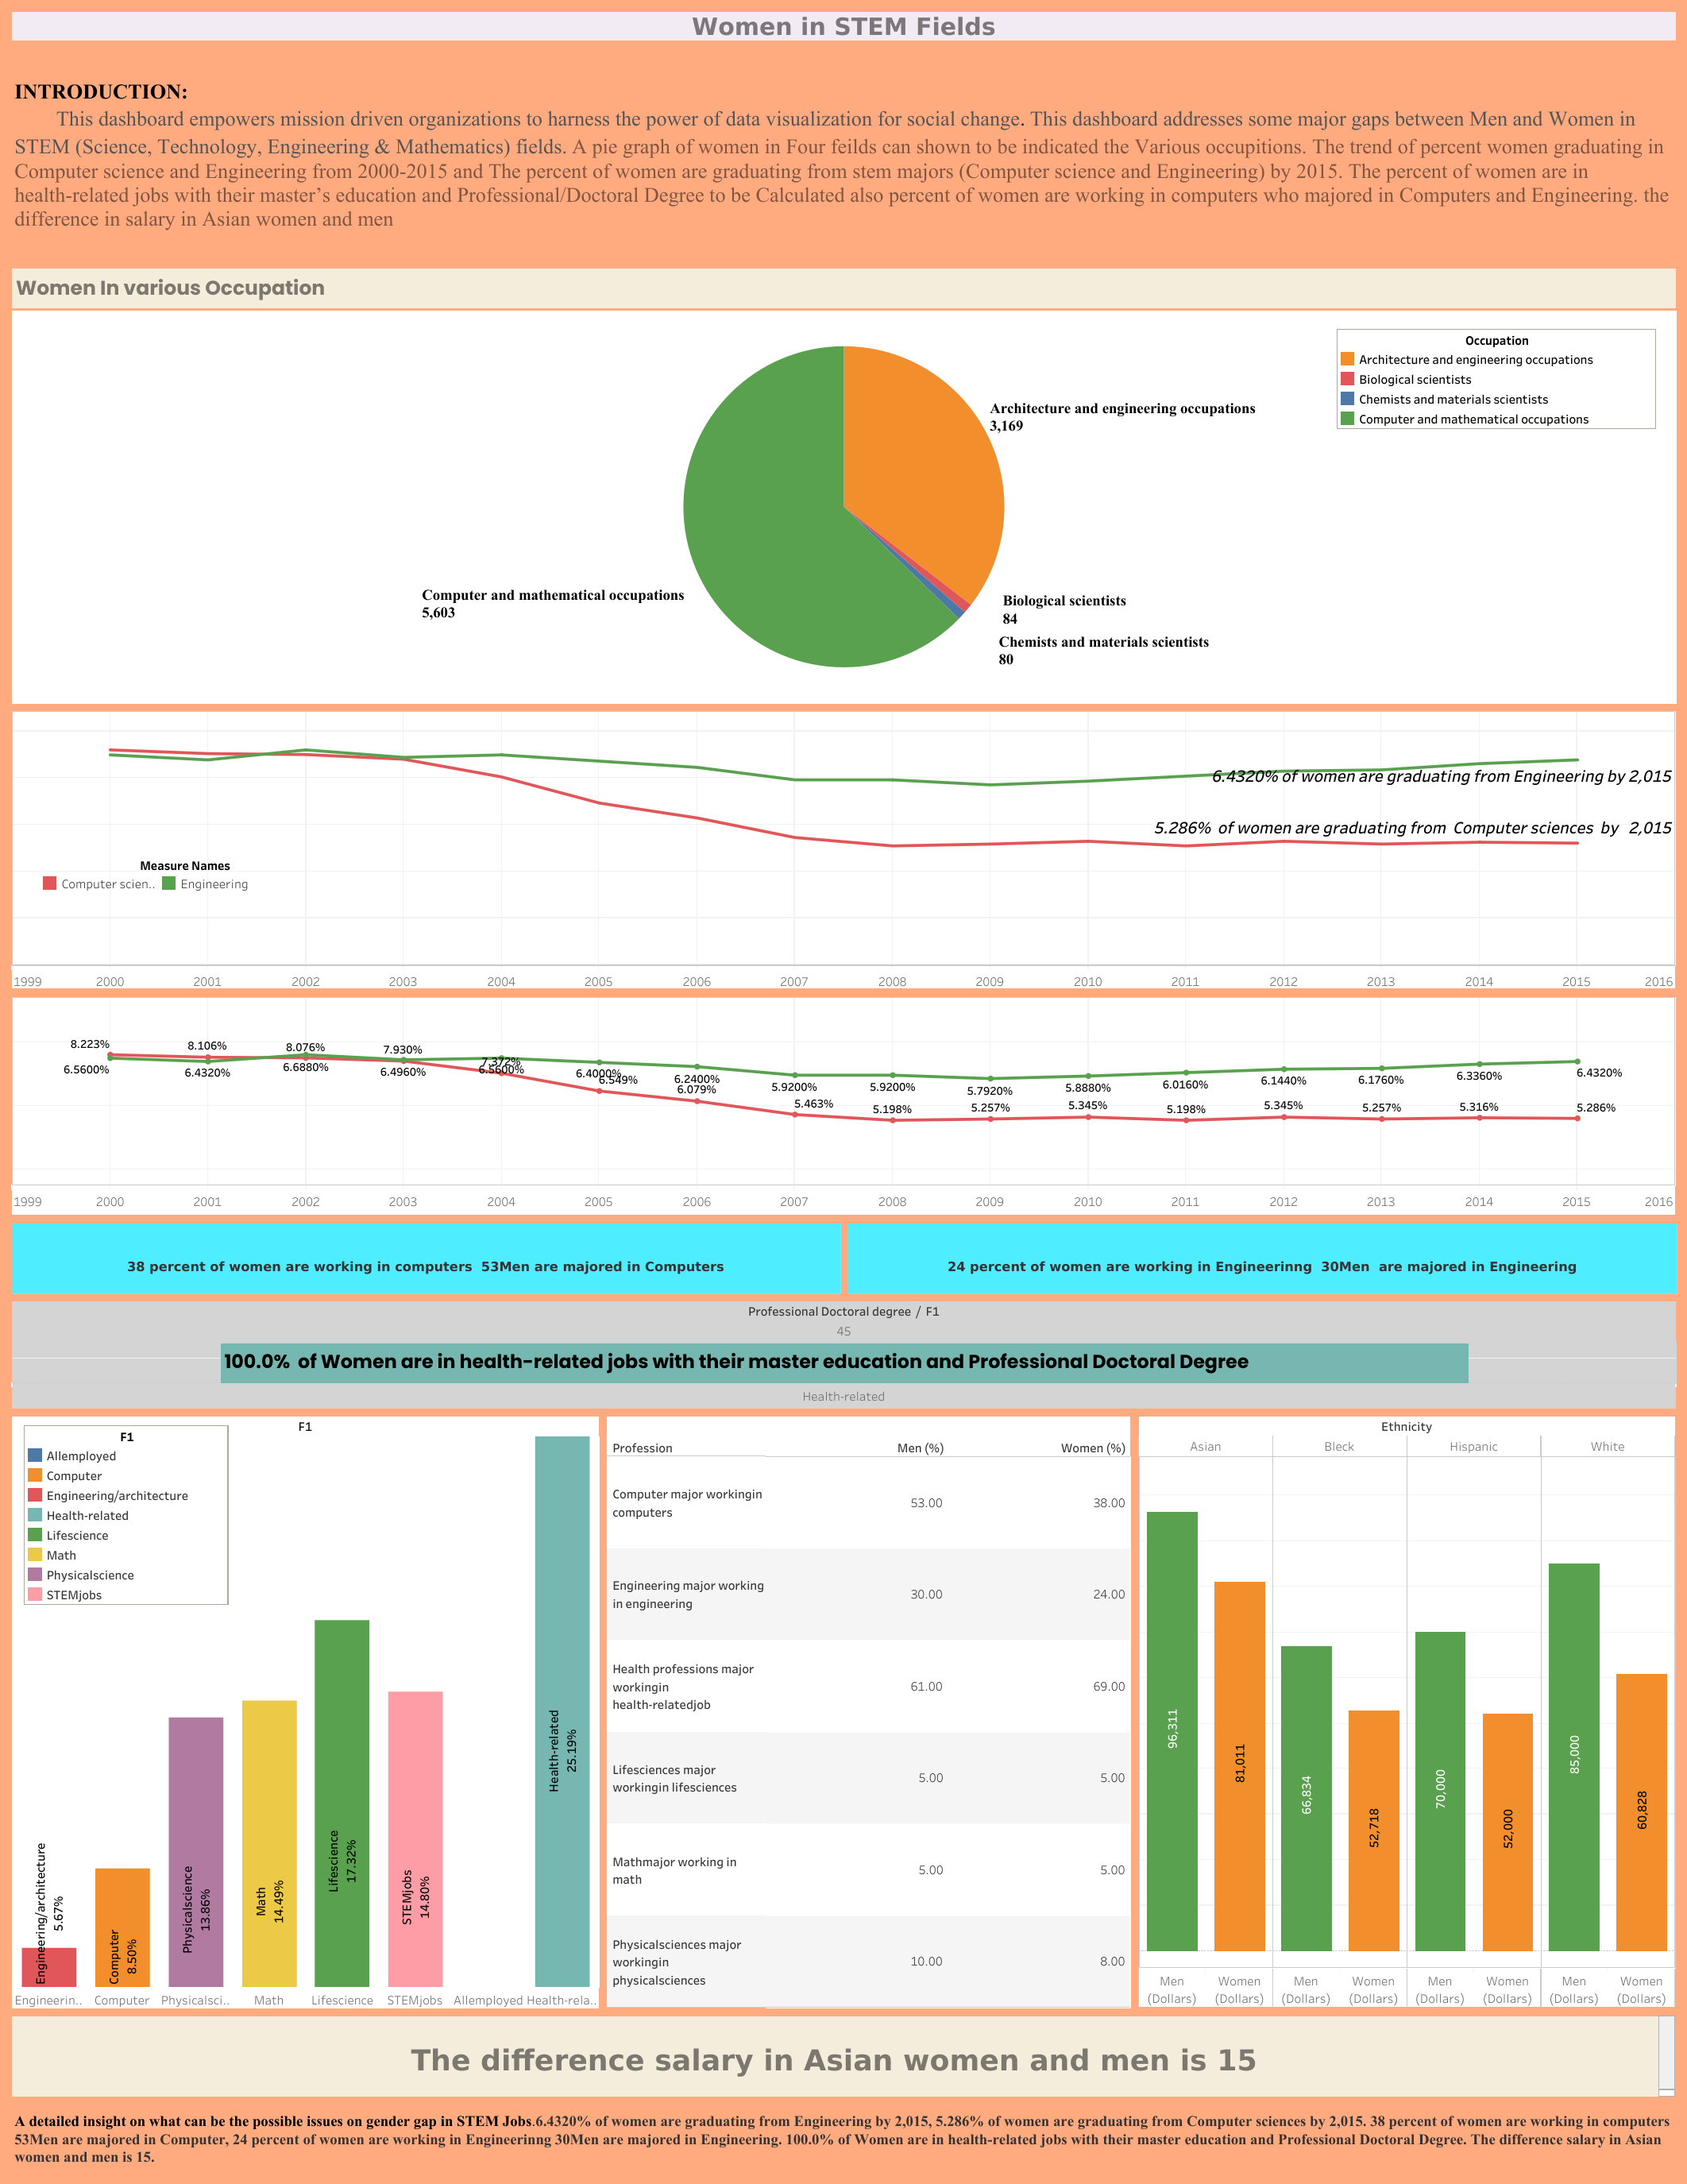 Women in STEM Fields
INTRODUCTION:
This dashboard empowers mission driven organizations to harness the power of data visualization for social change. This dashboard addresses some major gaps between Men and Women in
STEM (Science, Technology, Engineering & Mathematics) fields. A pie graph of women in Four feilds can shown to be indicated the Various occupitions. The trend of percent women graduating in
Computer science and Engineering from 2000-2015 and The percent of women are graduating from stem majors (Computer science and Engineering) by 2015. The percent of women are in
health-related jobs with their master’s education and Professional/Doctoral Degree to be Calculated also percent of women are working in computers who majored in Computers and Engineering. the
difference in salary in Asian women and men
Women In various Occupation
Occupation
Architecture and engineering occupations
Biological scientists
Chemists and materials scientists
Computer and mathematical occupations
Architecture and engineering occupations
3,169
Computer and mathematical occupations
5,603
Biological scientists
84
Chemists and materials scientists
80
6.4320% of women are graduating from Engineering by 2,015
5.286% of women are graduating from Computer sciences by 2,015
Measure Names
Computer scien.. Engineering
1999 2000 2001 2002 2003 2004 2005 2006 2007 2008 2009 2010 2011 2012 2013 2014 2015 2016
8.223% 8.106% 8.076% 7.930% 7.372% 6.549% 6.079% 5.463% 5.198% 5.257% 5.345% 5.198% 5.345% 5.257% 5.316% 5.286%
6.5600% 6.4320% 6.6880% 6.4960% 6.5600% 6.4000% 6.2400% 5.9200% 5.9200% 5.7920% 5.8880% 6.0160% 6.1440% 6.1760% 6.3360% 6.4320%
1999 2000 2001 2002 2003 2004 2005 2006 2007 2008 2009 2010 2011 2012 2013 2014 2015 2016
38 percent of women are working in computers 53Men are majored in Computers
24 percent of women are working in Engineerinng 30Men are majored in Engineering
Professional Doctoral degree / F1
45
100.0% of Women are in health-related jobs with their master education and Professional Doctoral Degree
Health-related
F1
F1
Allemployed
Computer
Engineering/architecture
Health-related
Lifescience
Math
Physicalscience
STEMjobs
Engineering/architecture
5.67%
Computer
8.50%
Physicalscience
13.86%
Math
14.49%
Lifescience
17.32%
STEMjobs
14.80%
Health-related
25.19%
Engineerin.. Computer Physicalsci.. Math Lifescience STEMjobs Allemployed Health-rela..
Profession Men (%) Women (%)
Computer major workingin
computers 53.00 38.00
Engineering major working
in engineering 30.00 24.00
Health professions major
workingin 61.00 69.00
health-relatedjob
Lifesciences major
workingin lifesciences 5.00 5.00
Mathmajor working in
math 5.00 5.00
Physicalsciences major
workingin 10.00 8.00
physicalsciences
Ethnicity
Asian Bleck Hispanic White
96,311
81,011
66,834
52,718
70,000
52,000
85,000
60,828
Men Women Men Women Men Women Men Women
(Dollars) (Dollars) (Dollars) (Dollars) (Dollars) (Dollars) (Dollars) (Dollars)
The difference salary in Asian women and men is 15
A detailed insight on what can be the possible issues on gender gap in STEM Jobs.6.4320% of women are graduating from Engineering by 2,015, 5.286% of women are graduating from Computer sciences by 2,015. 38 percent of women are working in computers
53Men are majored in Computer, 24 percent of women are working in Engineerinng 30Men are majored in Engineering. 100.0% of Women are in health-related jobs with their master education and Professional Doctoral Degree. The difference salary in Asian
women and men is 15.